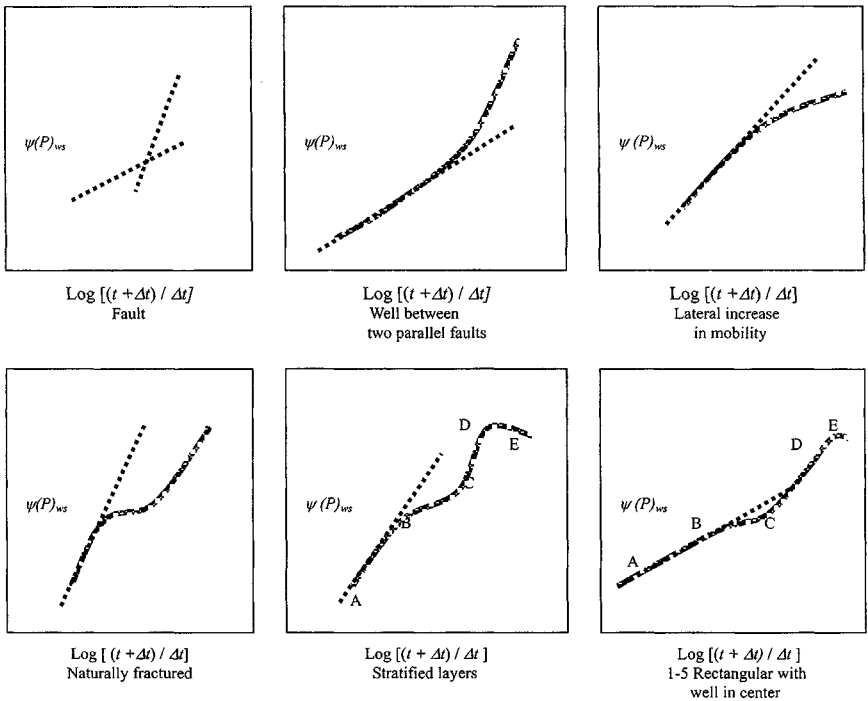 ψ(P)ws
ψ(P)ws
ψ (P)ws
Log [(t +Δt) / Δt]
Fault
Log [(t +Δt) / Δt]
Well between
two parallel faults
Log [(t +Δt) / Δt]
Lateral increase
in mobility
ψ(P)ws
ψ (P)ws
A
B
C
D
E
ψ (P)ws
A
B
C
D
E
Log [ (t +Δt) / Δt]
Naturally fractured
Log [(t + Δt) / Δt ]
Stratified layers
Log [(t + Δt) / Δt ]
1-5 Rectangular with
well in center